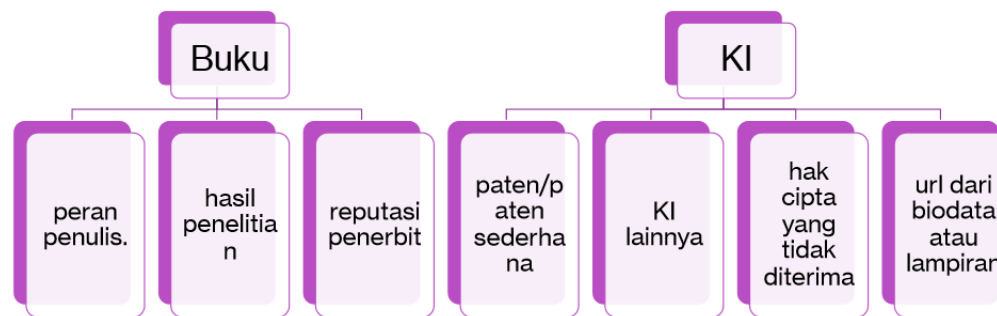 Buku
KI
peran
penulis.
hasil
penelitia
n
reputasi
penerbit
paten/p
aten
sederha
na
KI
lainnya
hak
cipta
yang
tidak
diterima
url dari
biodata
atau
lampiran